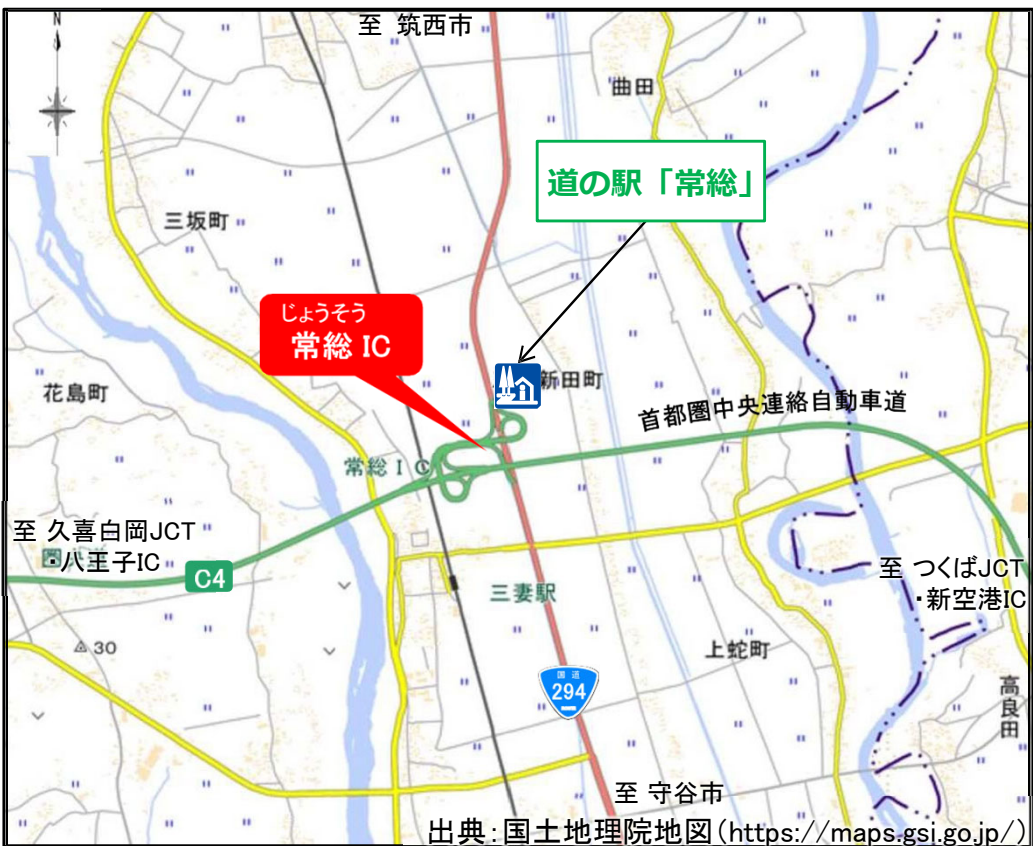 N
至 筑西市
曲田
道の駅「常総」
三坂町
じょうそう
常総 IC
花島町
新田町
首都圏中央連絡自動車道
常総IC
至 久喜白岡JCT
・八王子IC
C4
至 つくばJCT
・新空港IC
三妻駅
30
上蛇町
国道
294
高良田
至 守谷市
出典:国土地理院地図(https://maps.gsi.go.jp/)